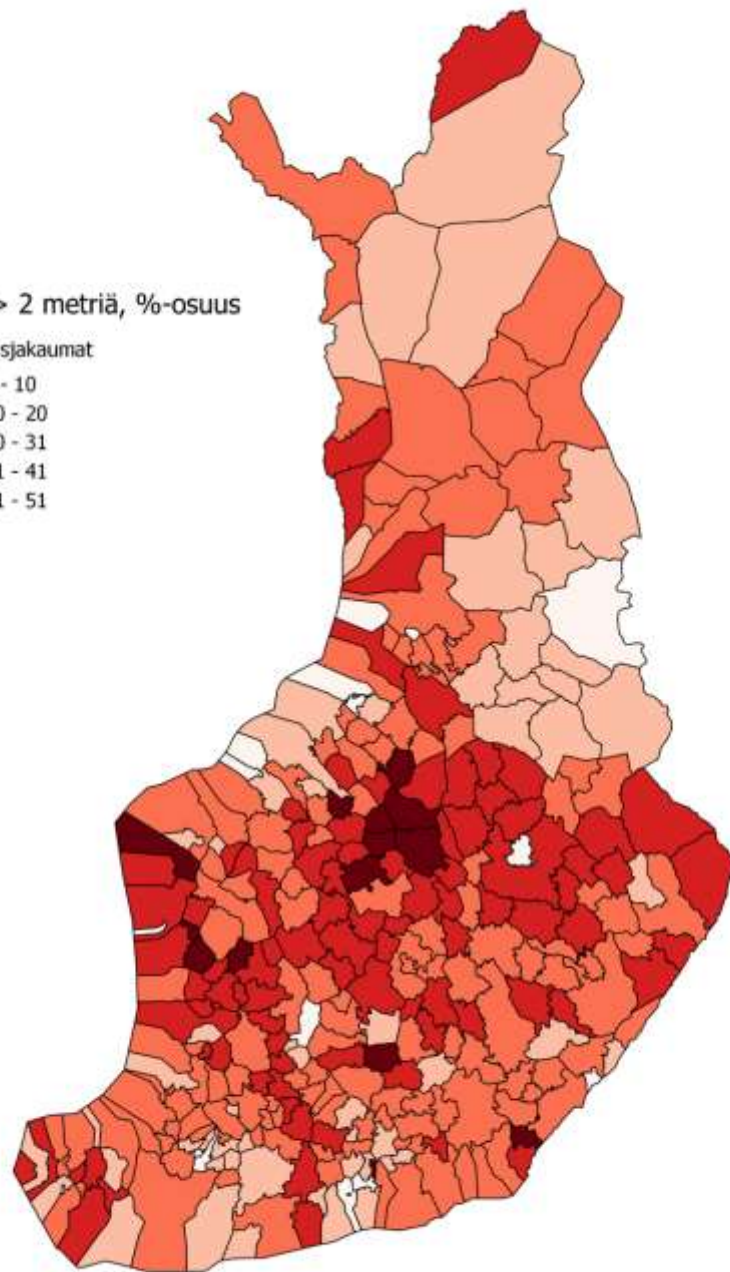 > 2 metriä, %-osuus
sjakaumat
- 10
0 - 20
0 - 31
1 - 41
1 - 51